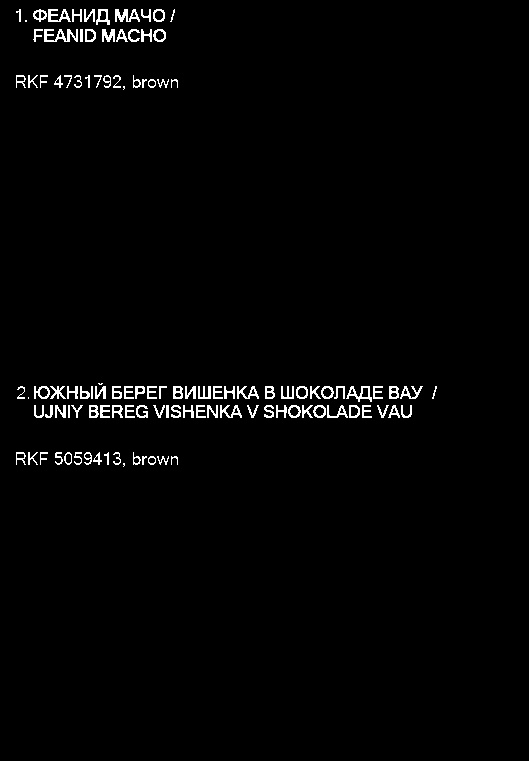 1. ФЕАНИД МАЧО /
FEANID MACHO
RKF 4731792, brown
2. ЮЖНЫЙ БЕРЕГ ВИШЕНКА В ШОКОЛАДЕ ВАУ /
UJNIY BEREG VISHENKA V SHOKOLADE VAU
RKF 5059413, brown